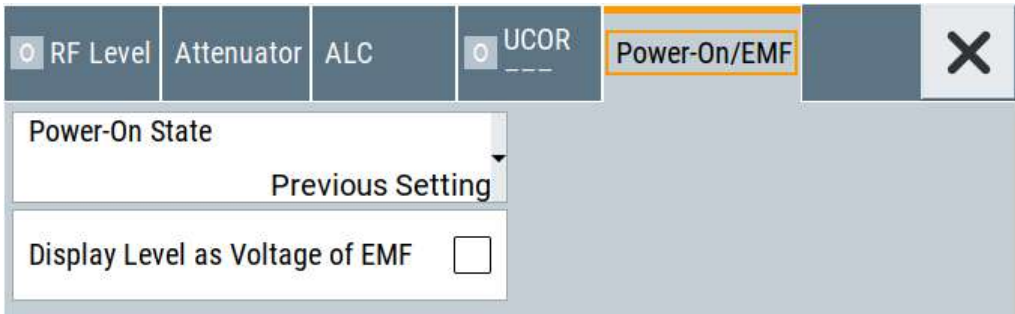 O RF Level Attenuator ALC O UCOR Power-On/EMF
---
Power-On State
Previous Setting
Display Level as Voltage of EMF